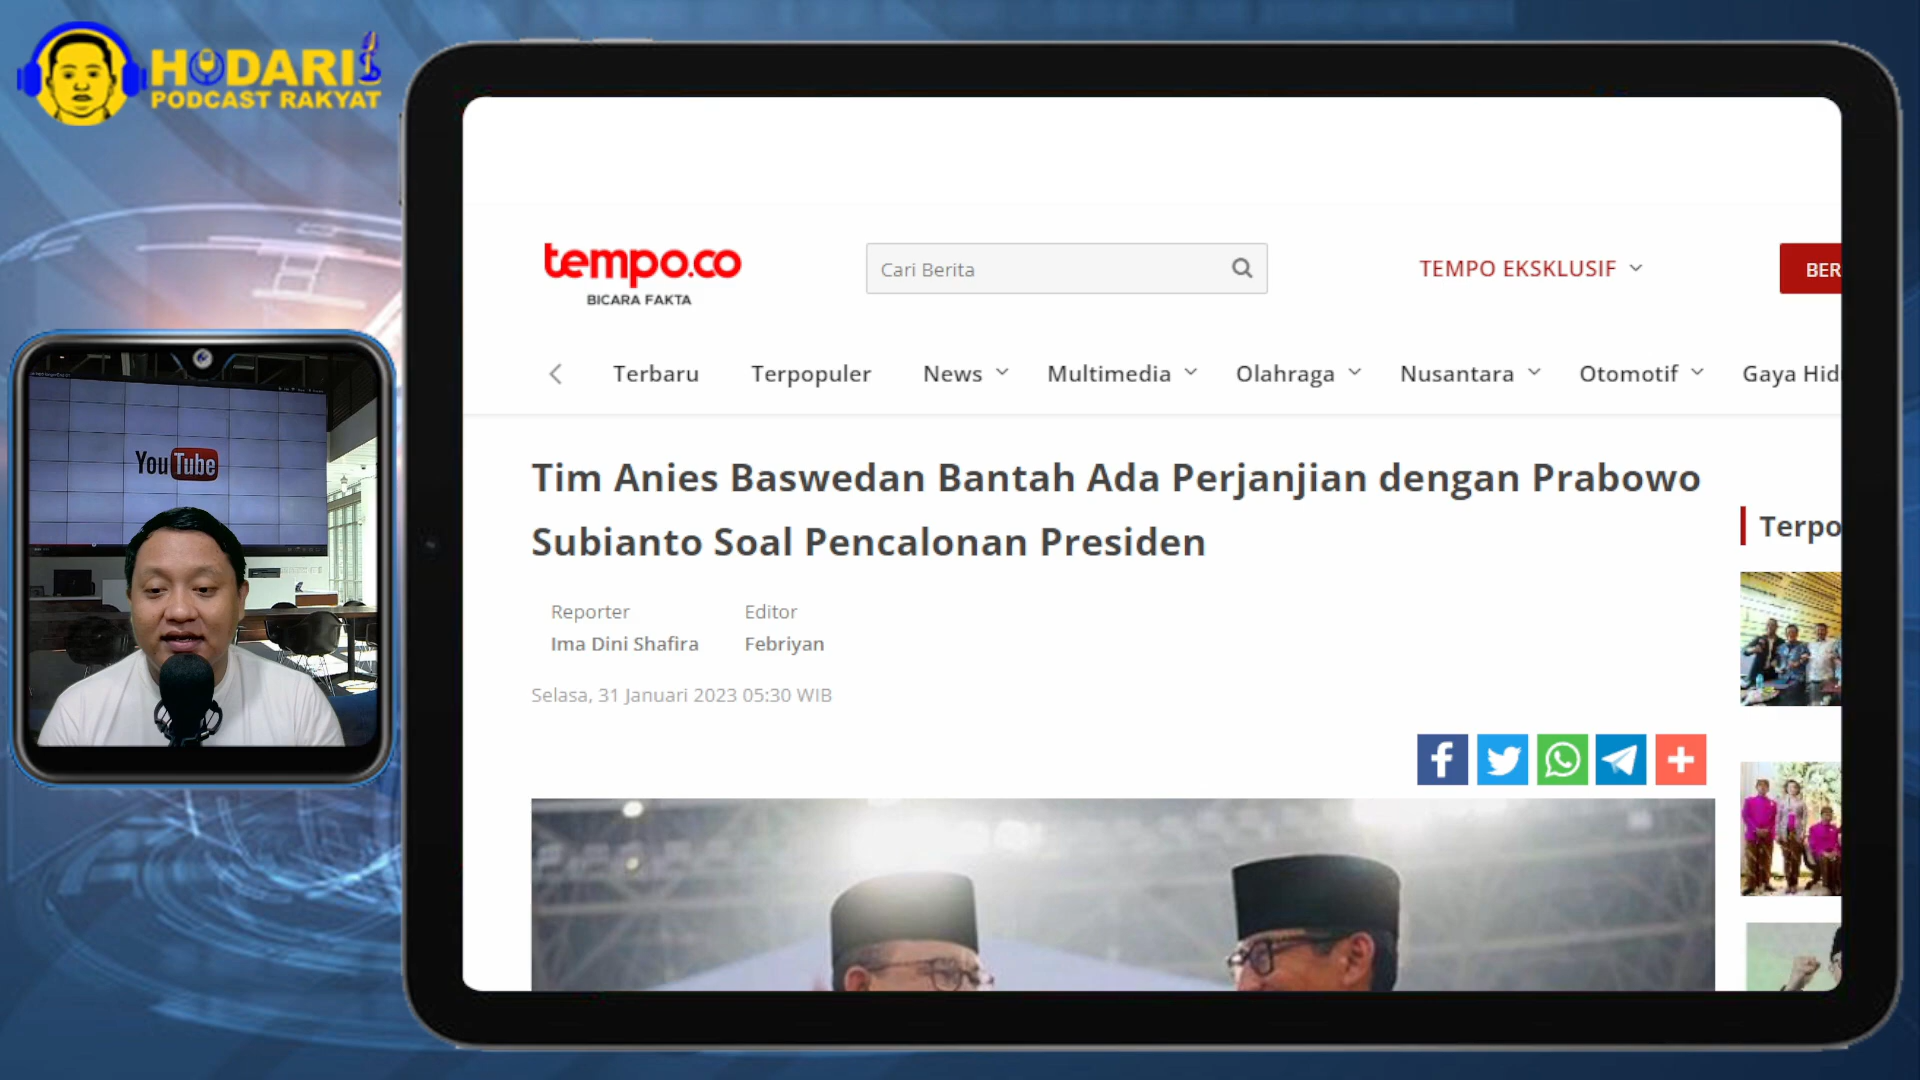 HODARI
PODCAST RAKYAT
YouTube
tempo.co
BICARA FAKTA
Cari Berita
TEMPO EKSKLUSIF
BER
Terbaru
Terpopuler
News
Multimedia
Olahraga
Nusantara
Otomotif
Gaya Hid
Tim Anies Baswedan Bantah Ada Perjanjian dengan Prabowo
Subianto Soal Pencalonan Presiden
Terpo
Reporter
Editor
Ima Dini Shafira
Febriyan
Selasa, 31 Januari 2023 05:30 WIB